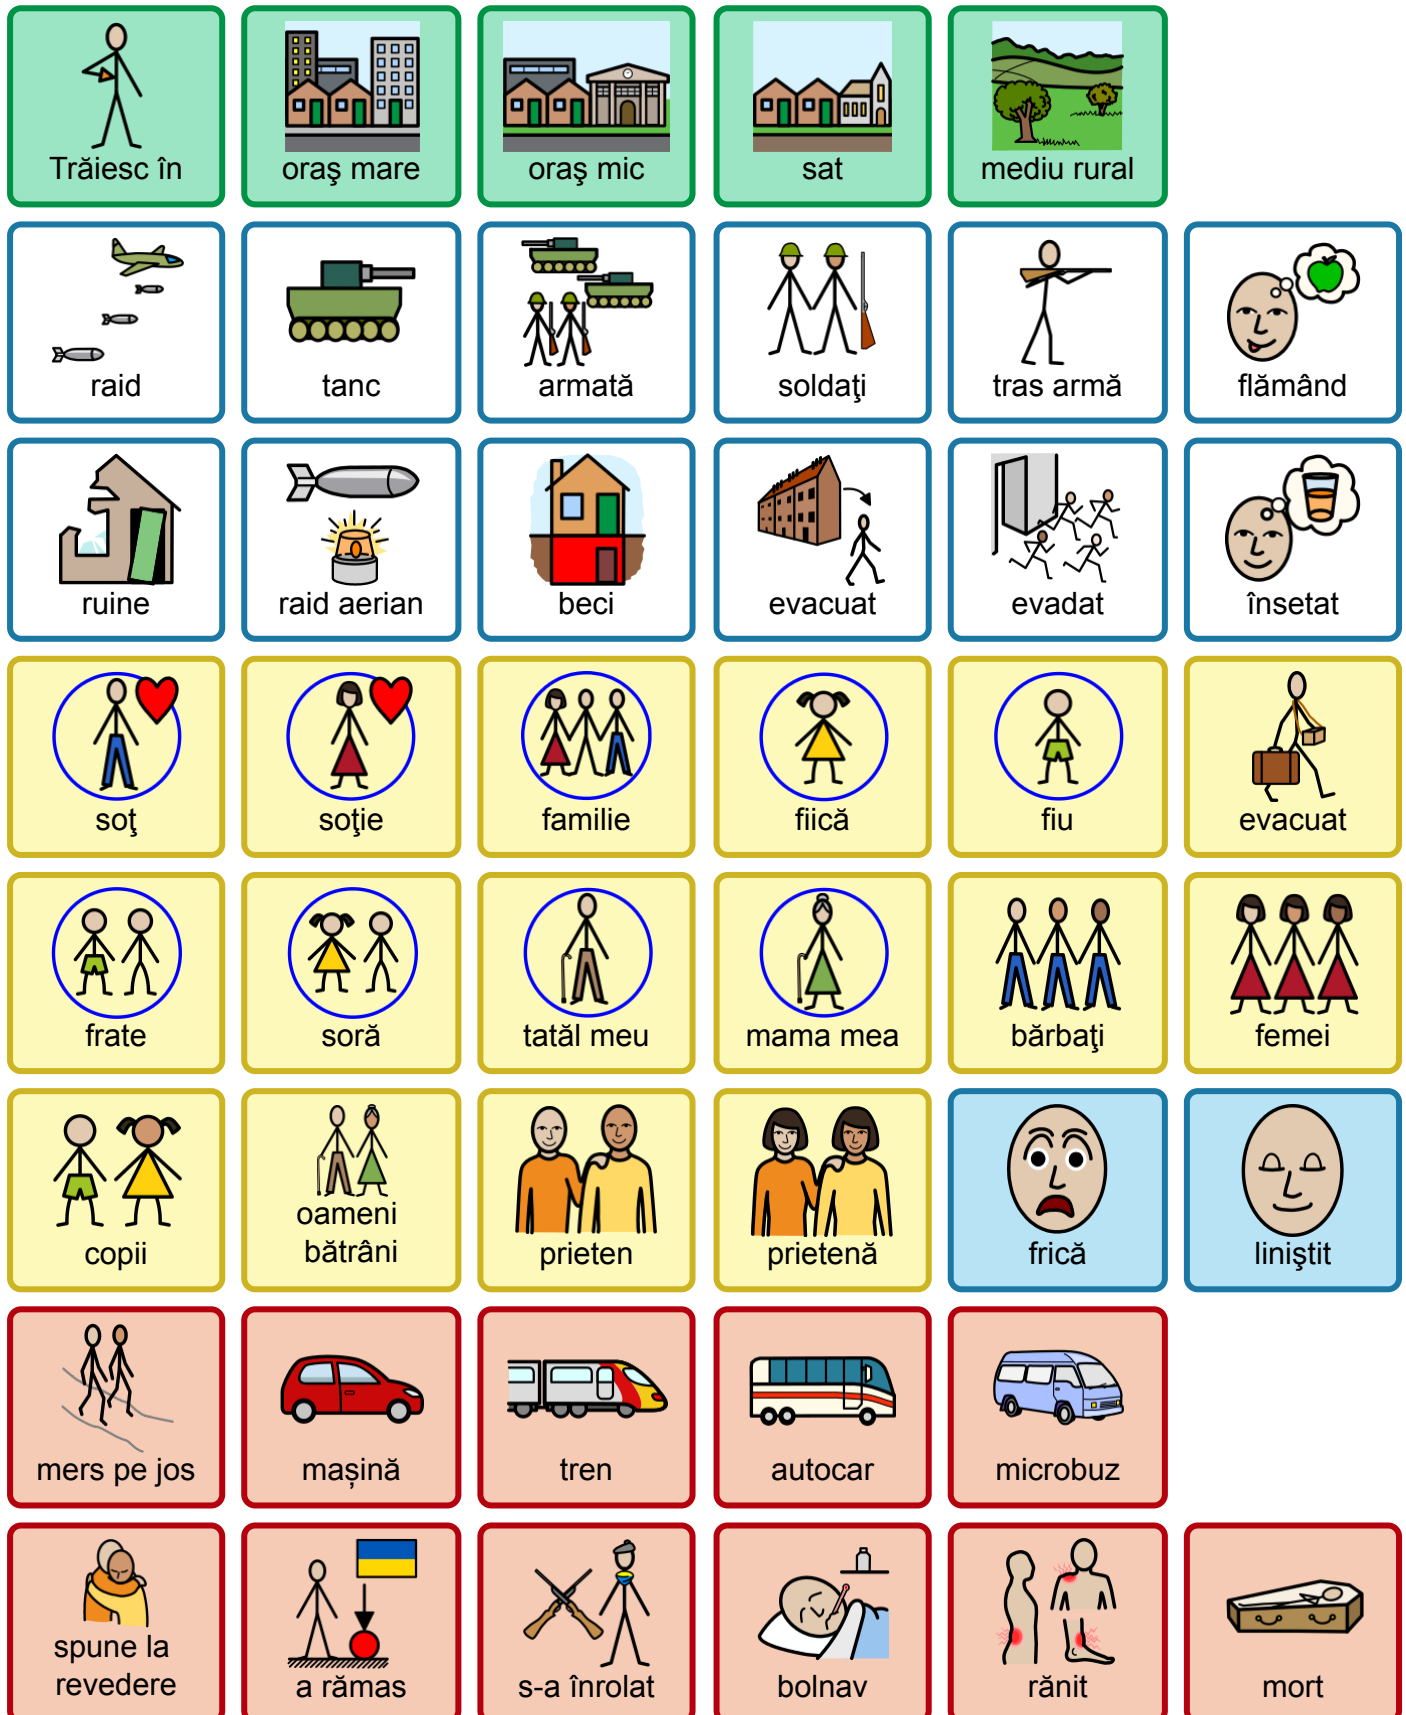 Trăiesc în
oraş mare
oraş mic
sat
mediu rural
raid
tanc
armată
soldaţi
tras armă
flămând
ruine
raid aerian
beci
evacuat
evadat
însetat
soţ
soţie
familie
fiică
fiu
evacuat
frate
soră
tatăl meu
mama mea
bărbaţi
femei
copii
oameni
bătrâni
prieten
prietenă
frică
liniştit
mers pe jos
mașină
tren
autocar
microbuz
spune la
revedere
a rămas
s-a înrolat
bolnav
rănit
mort